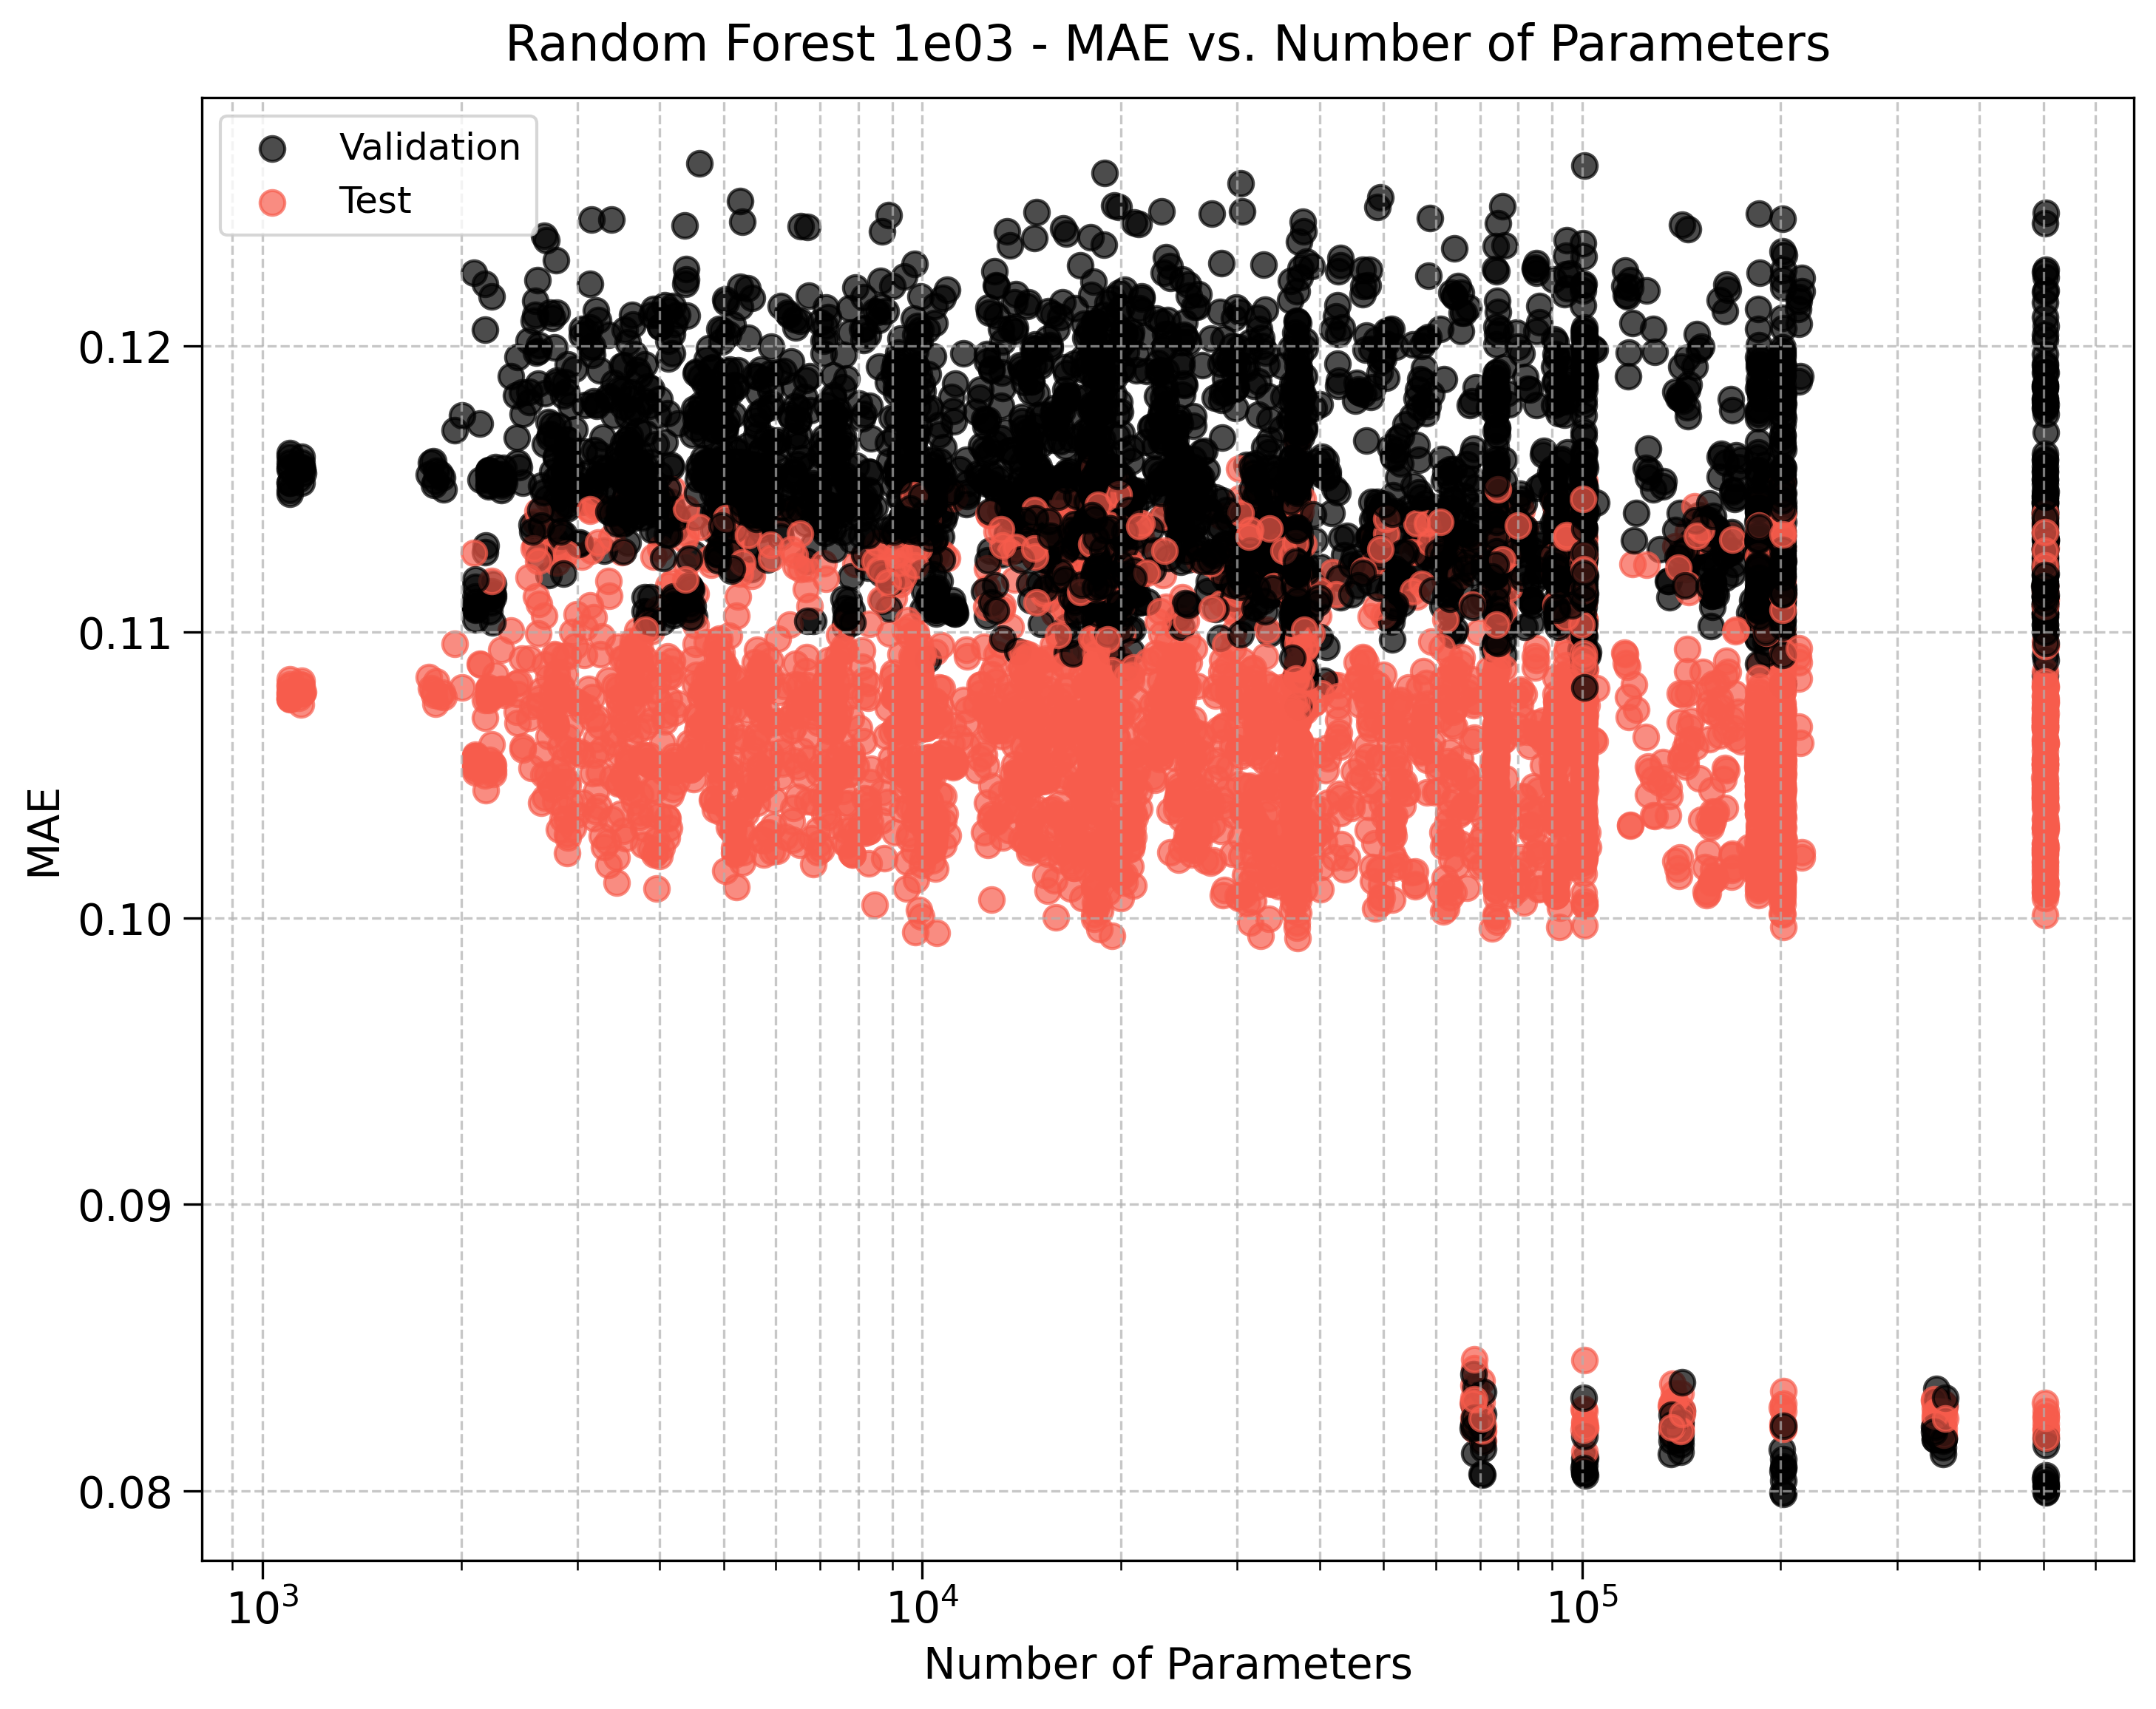 Random Forest 1e03 - MAE vs. Number of Parameters
Validation
Test
MAE
0.12
0.11
0.10
0.09
0.08
10³
10⁴
10⁵
Number of Parameters